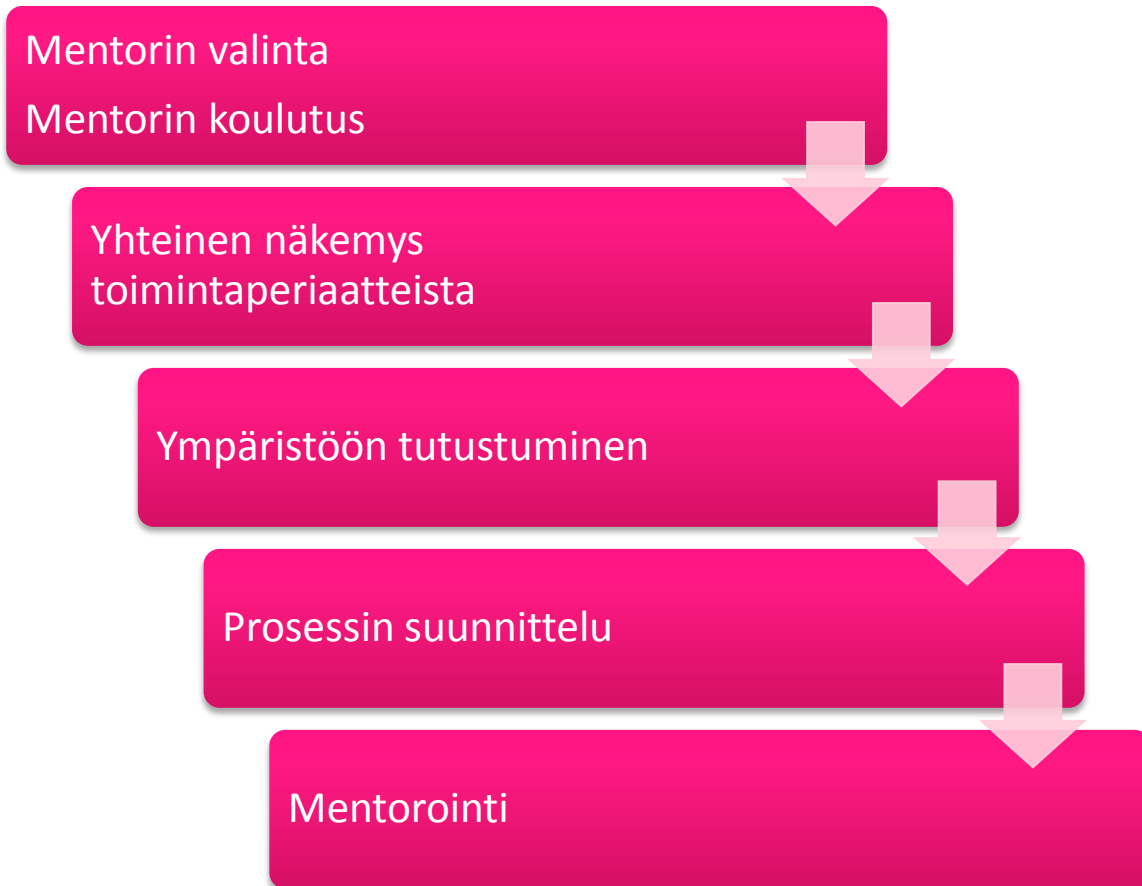 Mentorin valinta
Mentorin koulutus
Yhteinen näkemys
toimintaperiaatteista
Ympäristöön tutustuminen
Prosessin suunnittelu
Mentorointi